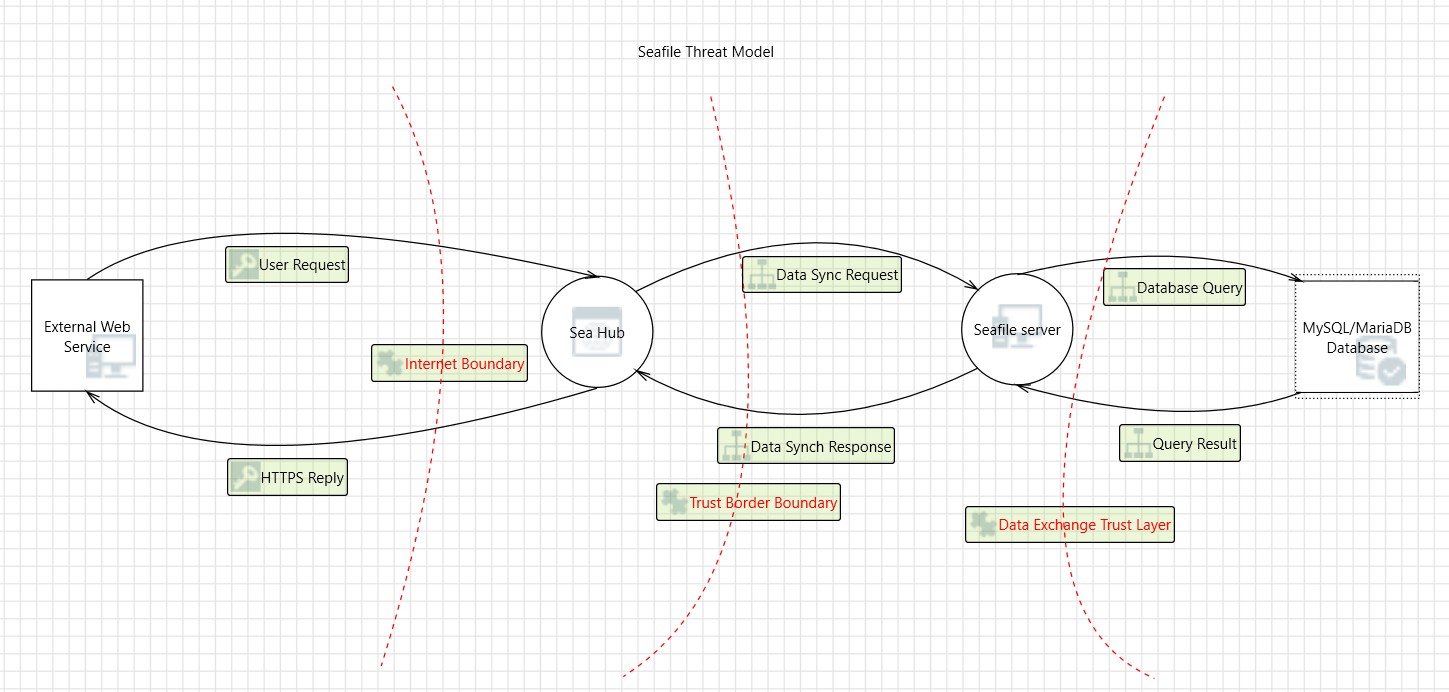 Seafile Threat Model
User Request
Data Sync Request
Database Query
External Web
Service
Sea Hub
Seafile server
MySQL/MariaDB
Database
Internet Boundary
HTTPS Reply
Data Synch Response
Query Result
Trust Border Boundary
Data Exchange Trust Layer